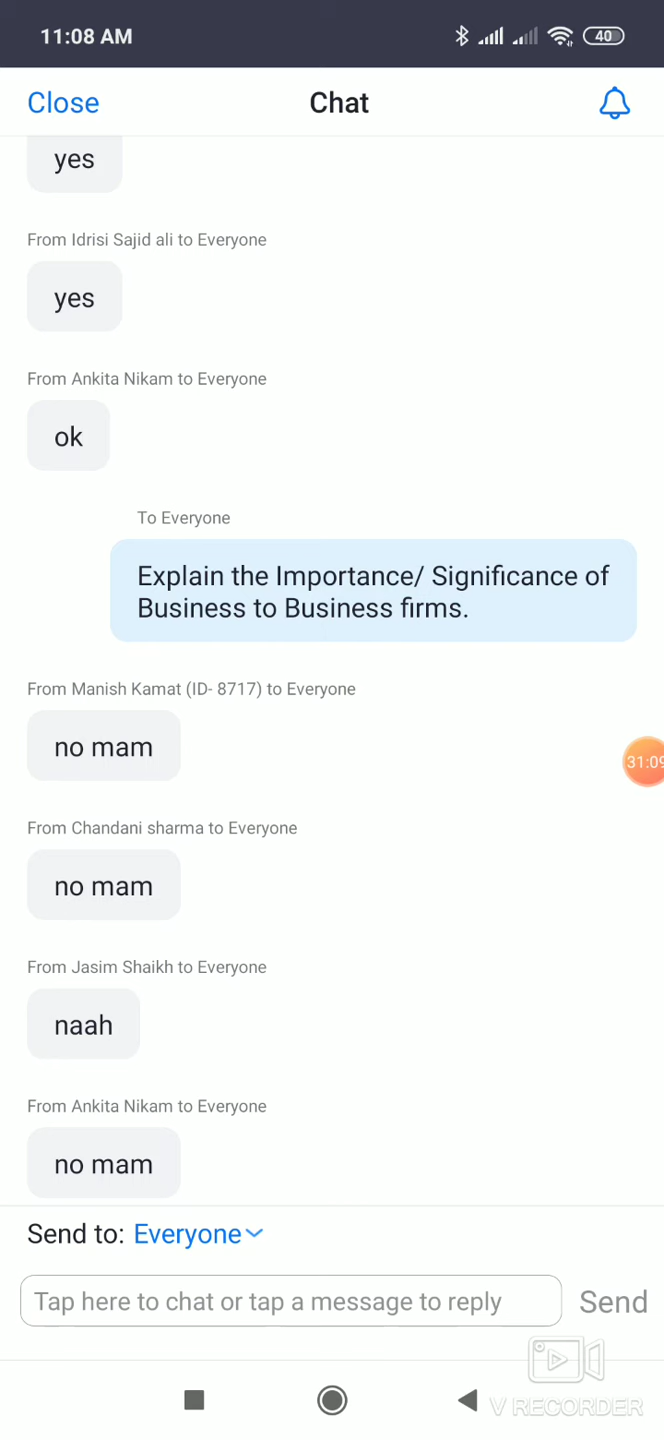 11:08 AM
40
Close
Chat
yes
From Idrisi Sajid ali to Everyone
yes
From Ankita Nikam to Everyone
ok
To Everyone
Explain the Importance/ Significance of
Business to Business firms.
From Manish Kamat (ID- 8717) to Everyone
no mam
31:09
From Chandani sharma to Everyone
no mam
From Jasim Shaikh to Everyone
naah
From Ankita Nikam to Everyone
no mam
Send to: Everyone
Tap here to chat or tap a message to reply
Send
V RECORDER